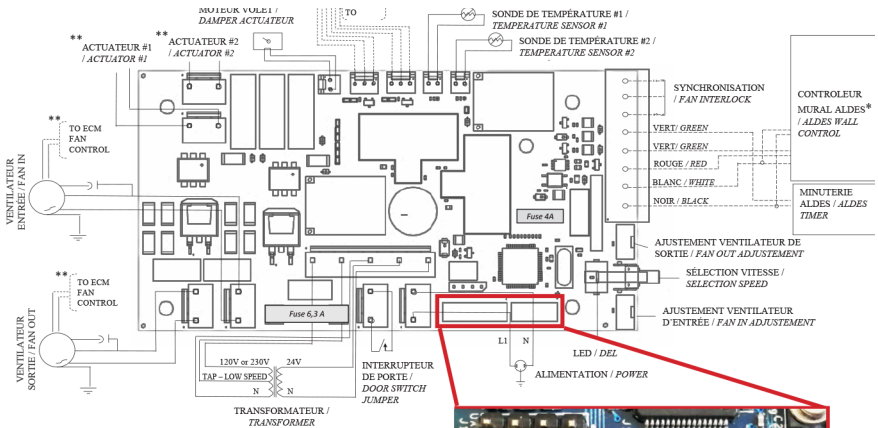 MOTEUR VOLET /
DAMPER ACTUATEUR
TO
SONDE DE TEMPÉRATURE #1 /
TEMPERATURE SENSOR #1
SONDE DE TEMPÉRATURE #2 /
TEMPERATURE SENSOR #2
** ACTUATEUR #1
/ ACTUATOR #1
** ACTUATEUR #2
/ ACTUATOR #2
SYNCHRONISATION
/ FAN INTERLOCK
CONTROLEUR
MURAL ALDES*
/ ALDES WALL
CONTROL
VERT/ GREEN
VERT/ GREEN
ROUGE / RED
BLANC / WHITE
NOIR / BLACK
MINUTERIE
ALDES / ALDES
TIMER
** TO ECM
FAN
CONTROL
VENTILATEUR
ENTRÉE / FAN IN
Fuse 4A
AJUSTEMENT VENTILATEUR DE
SORTIE / FAN OUT ADJUSTEMENT
SÉLECTION VITESSE /
SELECTION SPEED
AJUSTEMENT VENTILATEUR
D'ENTRÉE / FAN IN ADJUSTEMENT
** TO ECM
FAN
CONTROL
VENTILATEUR
SORTIE / FAN OUT
Fuse 6,3 A
L1 N
LED / DEL
ALIMENTATION / POWER
120V or 230V 24V
TAP – LOW SPEED
N N
TRANSFORMATEUR /
TRANSFORMER
INTERRUPTEUR
DE PORTE /
DOOR SWITCH
JUMPER